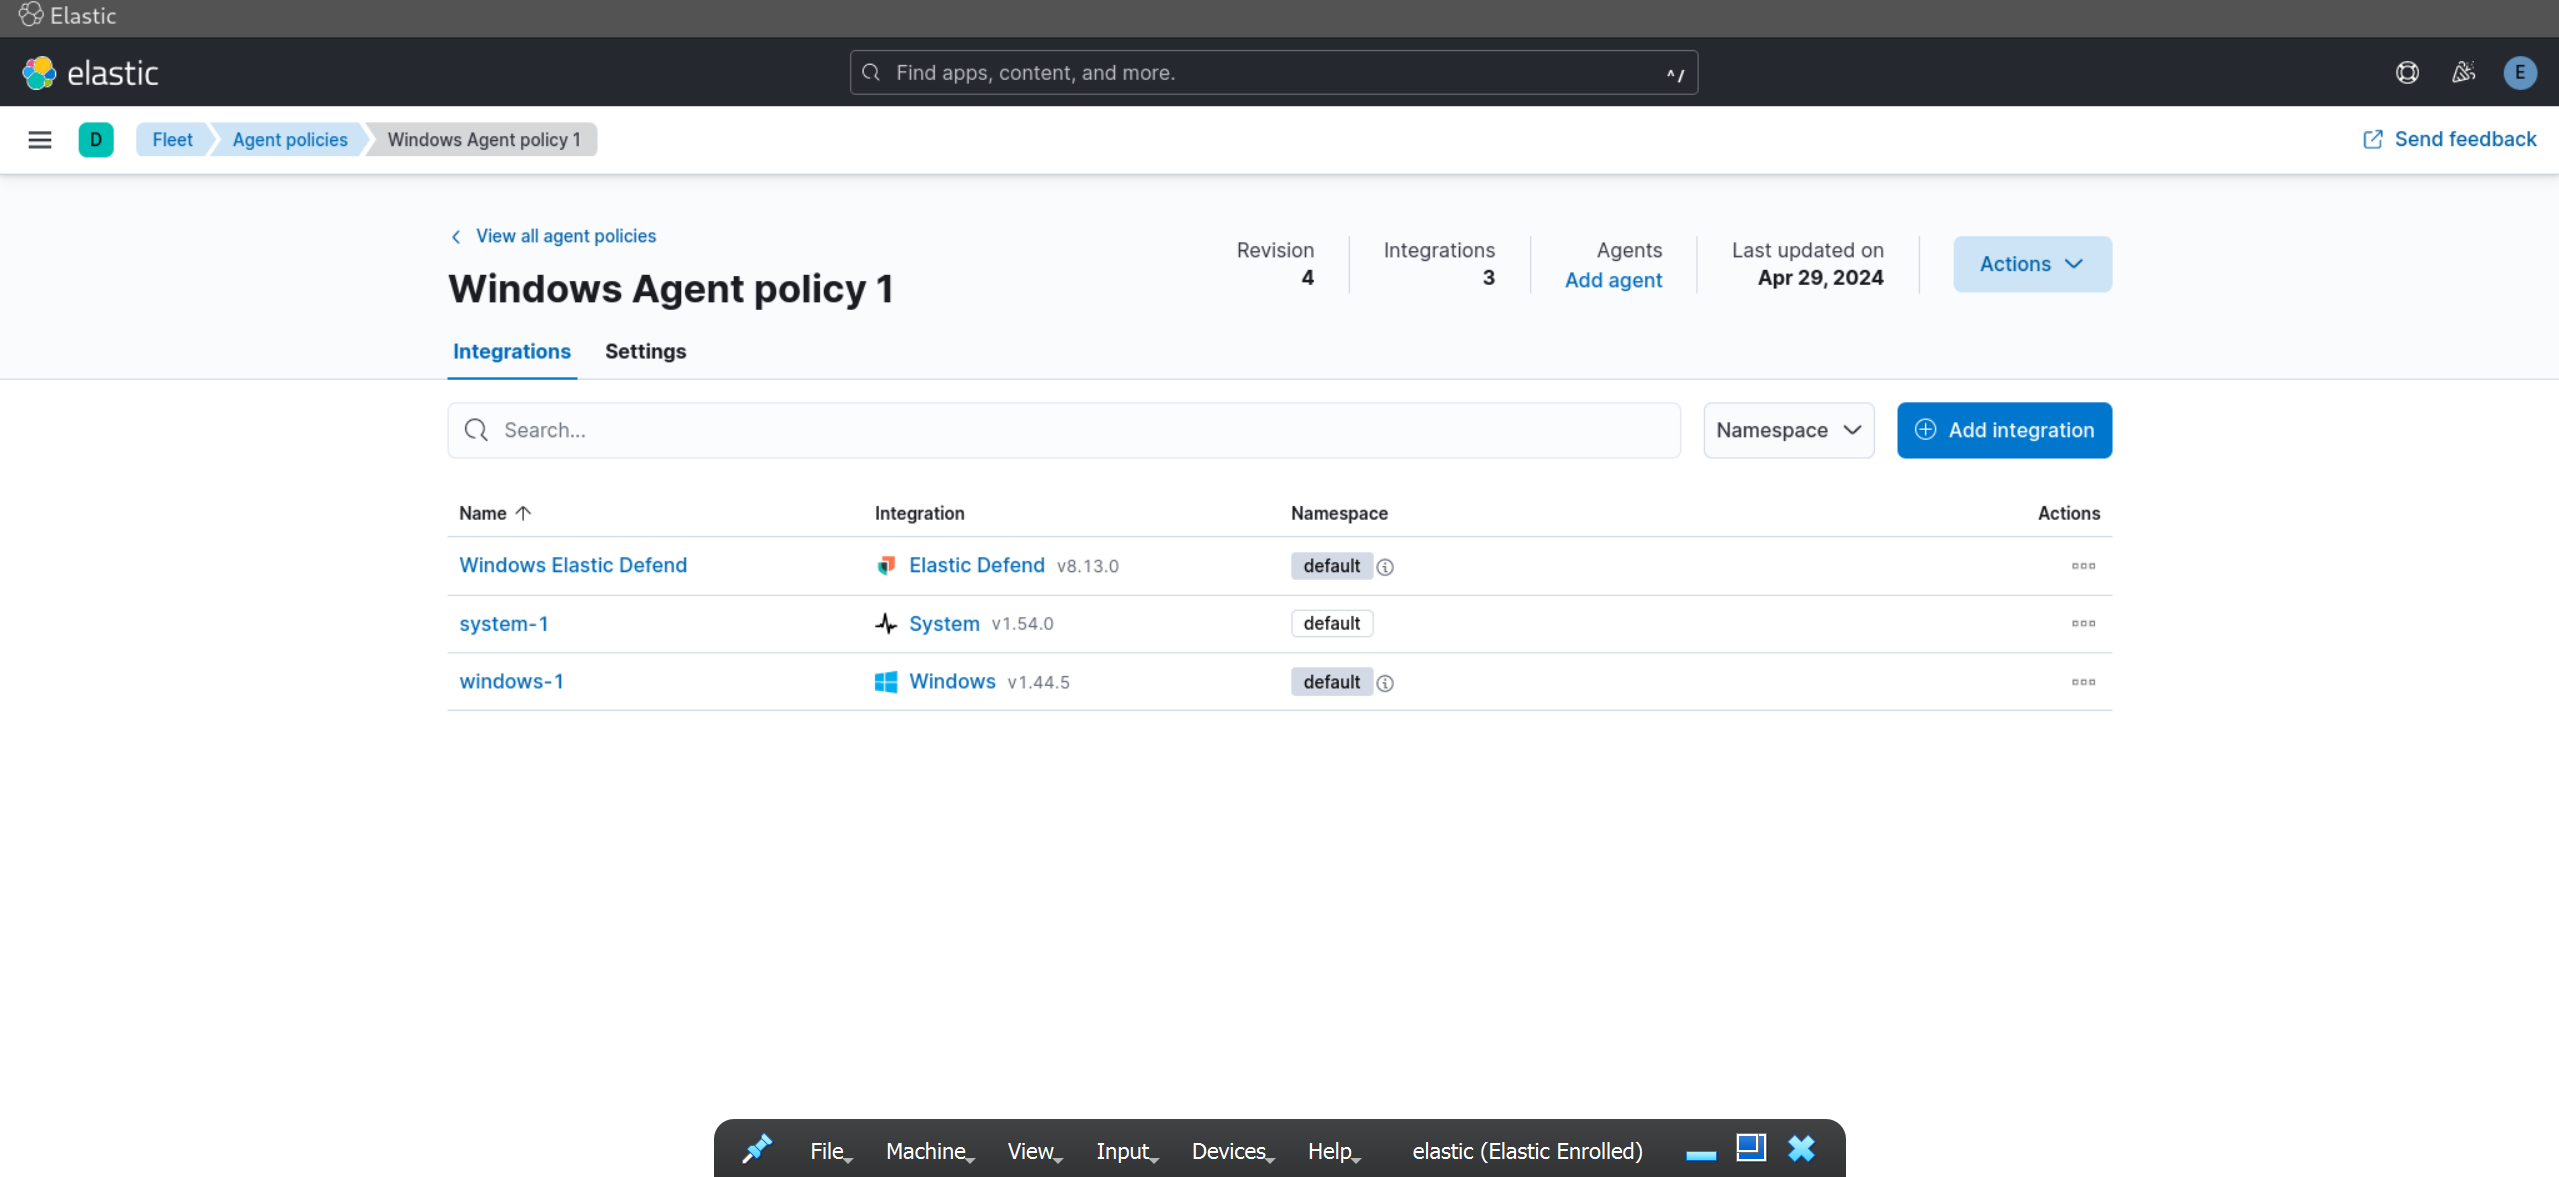 Elastic
elastic
Find apps, content, and more.
^/
E
D
Fleet
Agent policies
Windows Agent policy 1
Send feedback
View all agent policies
Windows Agent policy 1
Revision
4
Integrations
3
Agents
Add agent
Last updated on
Apr 29, 2024
Actions
Integrations
Settings
Search...
Namespace
Add integration
Name
Integration
Namespace
Actions
Windows Elastic Defend
Elastic Defend v8.13.0
default
system-1
System v1.54.0
default
windows-1
Windows v1.44.5
default
File
Machine
View
Input
Devices
Help
elastic (Elastic Enrolled)